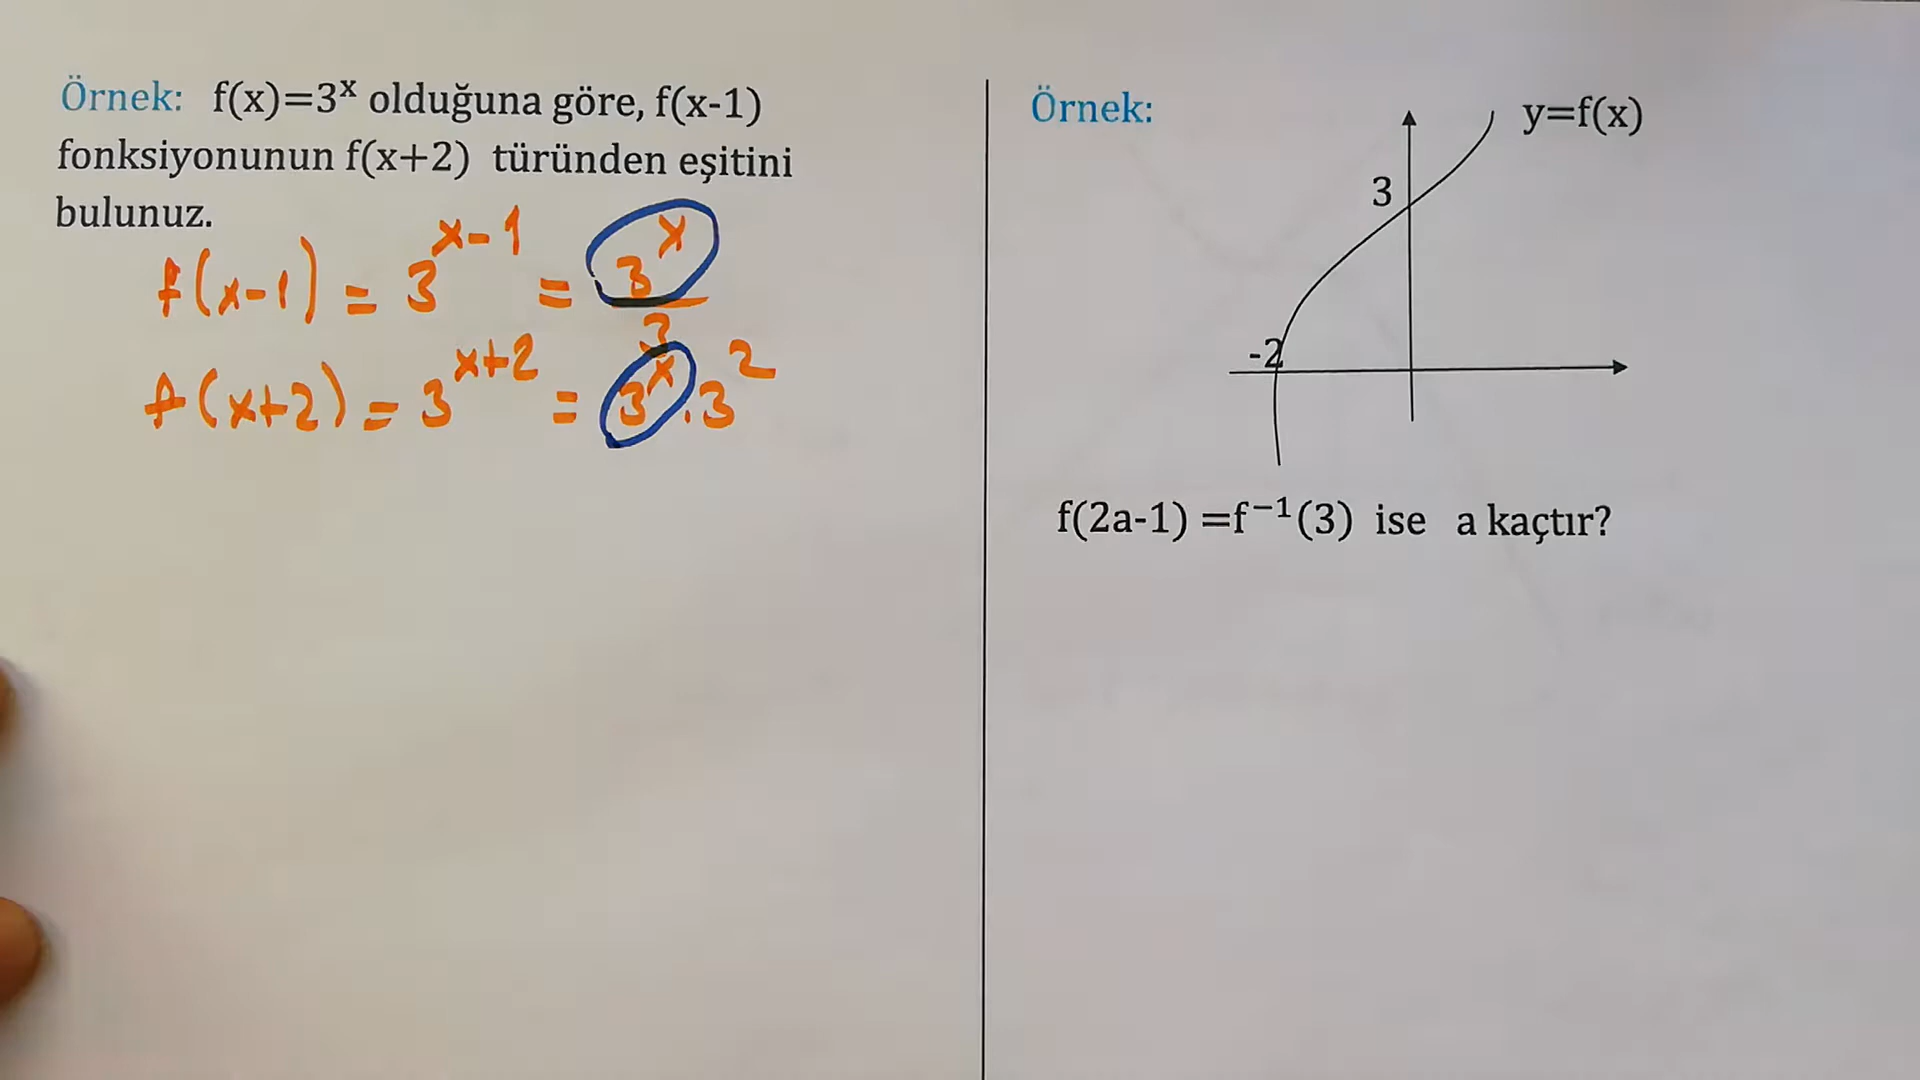 Örnek: f(x)=3ˣ olduğuna göre, f(x-1)
fonksiyonunun f(x+2) türünden eşitini
bulunuz.
f(x-1) = 3^(x-1) = 3^x / 3
f(x+2) = 3^(x+2) = 3^x . 3^2
Örnek:
y=f(x)
3
-2
f(2a-1) =f⁻¹(3) ise a kaçtır?